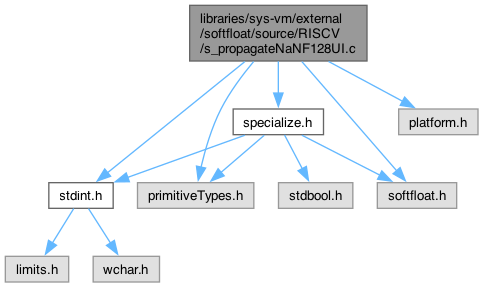 libraries/sys-vm/external
/softfloat/source/RISCV
/s_propagateNaNF128UI.c
specialize.h
platform.h
stdint.h
primitiveTypes.h
stdbool.h
softfloat.h
limits.h
wchar.h